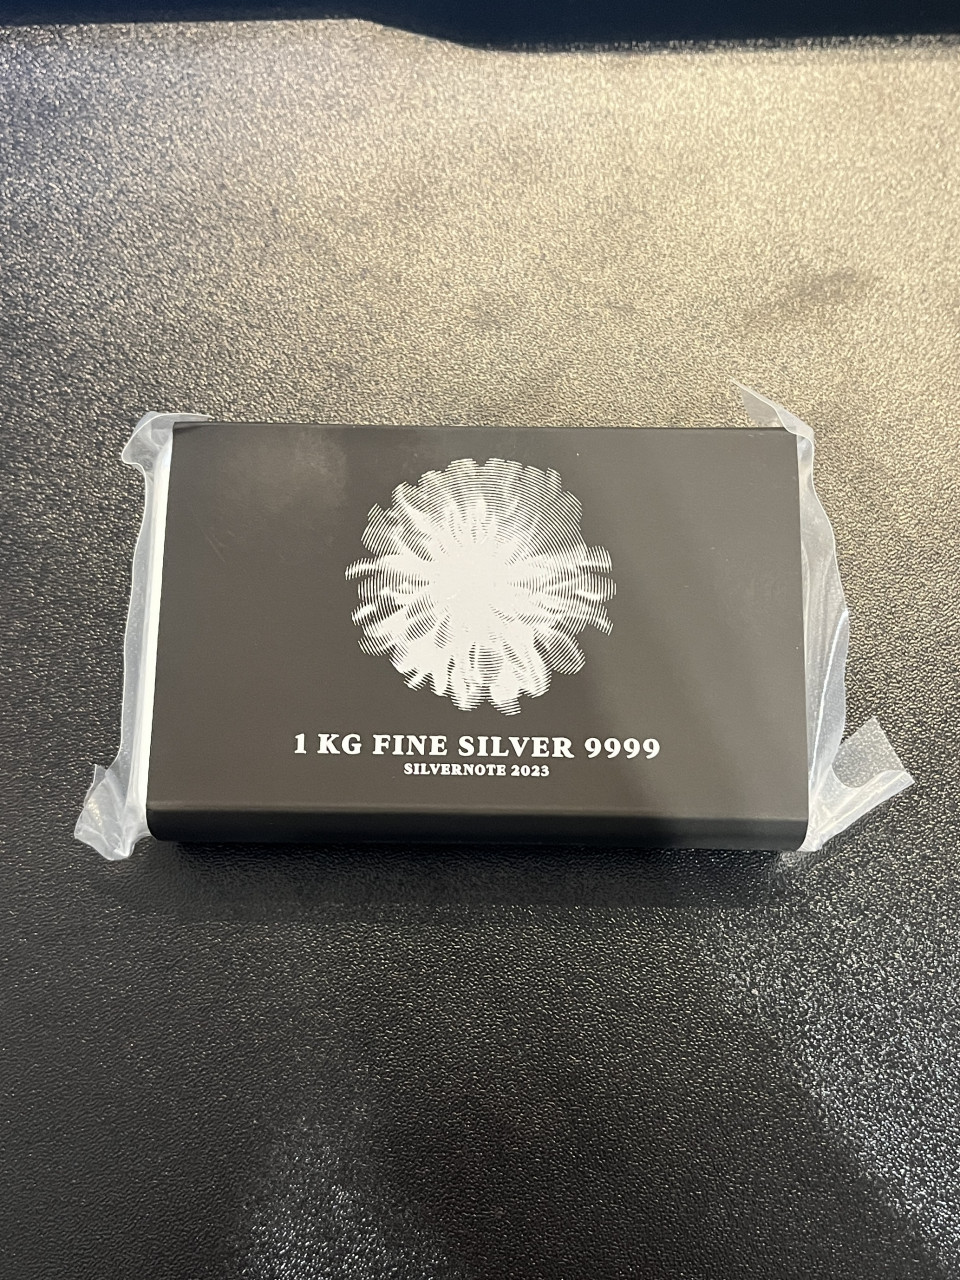 1 KG FINE SILVER 9999
SILVERNOTE 2023